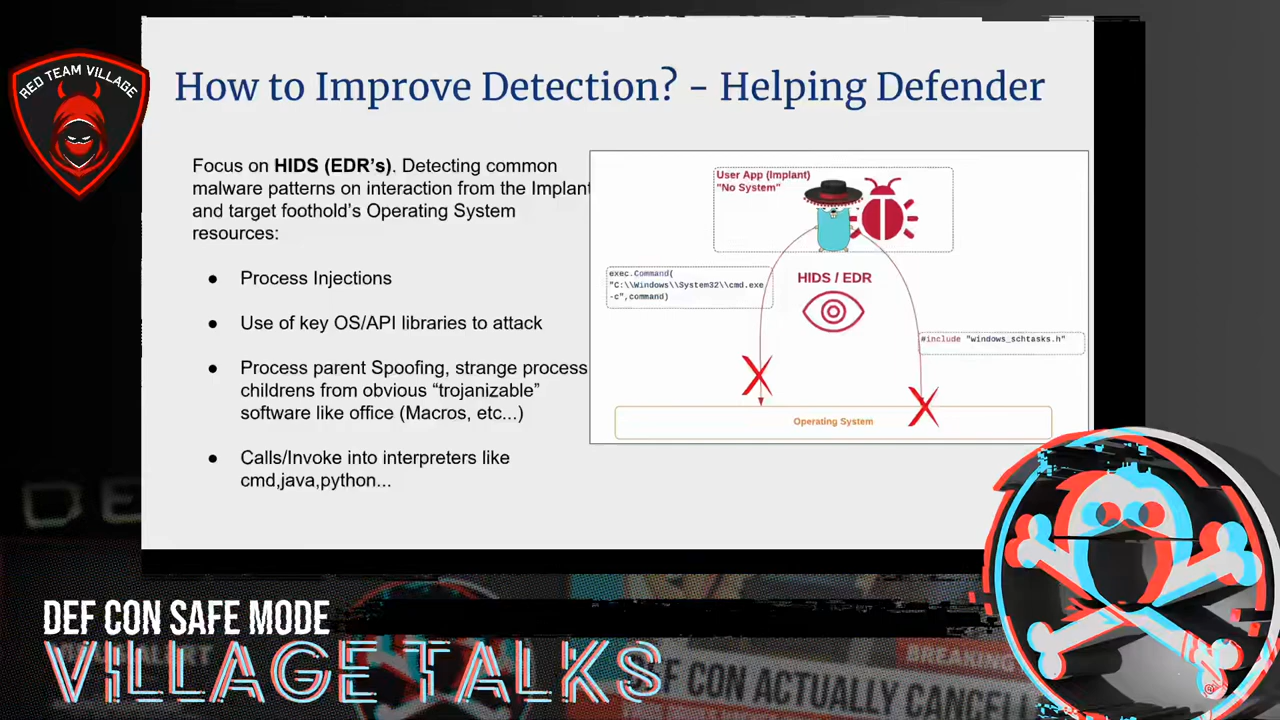 RED TEAM VILLAGE
How to Improve Detection? - Helping Defender
Focus on HIDS (EDR's). Detecting common
malware patterns on interaction from the Implant
and target foothold's Operating System
resources:
● Process Injections
● Use of key OS/API libraries to attack
● Process parent Spoofing, strange process
childrens from obvious “trojanizable”
software like office (Macros, etc...)
● Calls/Invoke into interpreters like
cmd,java,python...
User App (Implant)
"No System"
exec.Command(
"C:\\Windows\\System32\\cmd.exe
-c",command)
HIDS / EDR
#include "windows_schtasks.h"
Operating System
DEF CON SAFE MODE
VILLAGE TALKS
DEF CON ACTUALLY CANCEL
BREAKING